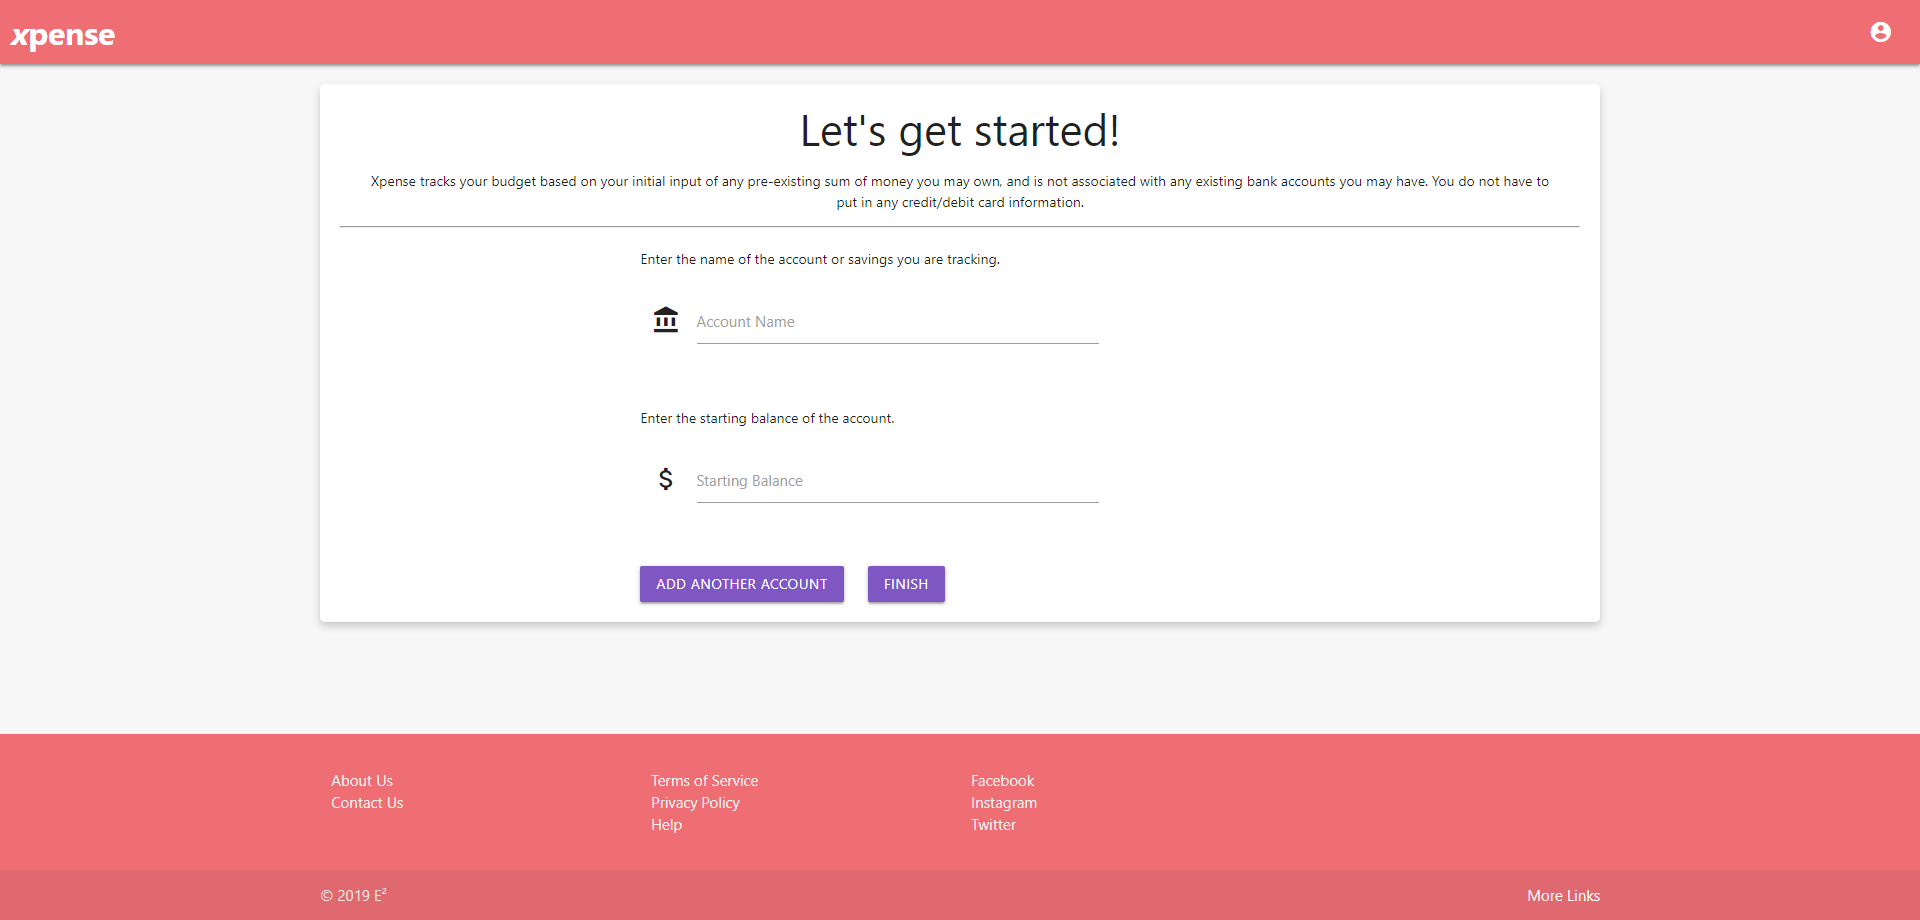 xpense
Let's get started!
Xpense tracks your budget based on your initial input of any pre-existing sum of money you may own, and is not associated with any existing bank accounts you may have. You do not have to
put in any credit/debit card information.
Enter the name of the account or savings you are tracking.
Account Name
Enter the starting balance of the account.
$ Starting Balance
ADD ANOTHER ACCOUNT FINISH
About Us
Contact Us
Terms of Service
Privacy Policy
Help
Facebook
Instagram
Twitter
© 2019 E²
More Links